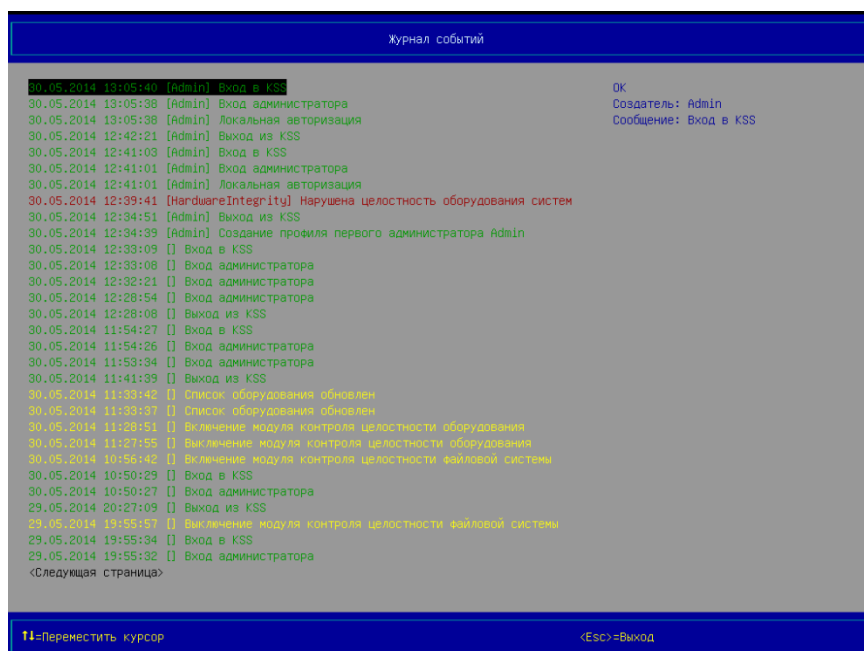 Журнал событий
30.05.2014 13:05:40 [Admin] Вход в KSS
30.05.2014 13:05:38 [Admin] Вход администратора
30.05.2014 13:05:38 [Admin] Локальная авторизация
30.05.2014 12:42:21 [Admin] Выход из KSS
30.05.2014 12:41:03 [Admin] Вход в KSS
30.05.2014 12:41:01 [Admin] Вход администратора
30.05.2014 12:41:01 [Admin] Локальная авторизация
30.05.2014 12:39:41 [HardwareIntegrity] Нарушена целостность оборудования систем
30.05.2014 12:34:51 [Admin] Выход из KSS
30.05.2014 12:34:39 [Admin] Создание профиля первого администратора Admin
30.05.2014 12:33:09 [] Вход в KSS
30.05.2014 12:33:08 [] Вход администратора
30.05.2014 12:32:21 [] Вход администратора
30.05.2014 12:28:54 [] Вход администратора
30.05.2014 12:28:08 [] Выход из KSS
30.05.2014 11:54:27 [] Вход в KSS
30.05.2014 11:54:26 [] Вход администратора
30.05.2014 11:53:34 [] Вход администратора
30.05.2014 11:41:39 [] Выход из KSS
30.05.2014 11:33:42 [] Список оборудования обновлен
30.05.2014 11:33:37 [] Список оборудования обновлен
30.05.2014 11:28:51 [] Включение модуля контроля целостности оборудования
30.05.2014 11:27:55 [] Выключение модуля контроля целостности оборудования
30.05.2014 10:56:42 [] Включение модуля контроля целостности файловой системы
30.05.2014 10:50:29 [] Вход в KSS
30.05.2014 10:50:27 [] Вход администратора
29.05.2014 20:27:09 [] Выход из KSS
29.05.2014 19:55:57 [] Выключение модуля контроля целостности файловой системы
29.05.2014 19:55:34 [] Вход в KSS
29.05.2014 19:55:32 [] Вход администратора
<Следующая страница>
OK
Создатель: Admin
Сообщение: Вход в KSS
↑↓=Переместить курсор
<Esc>=Выход